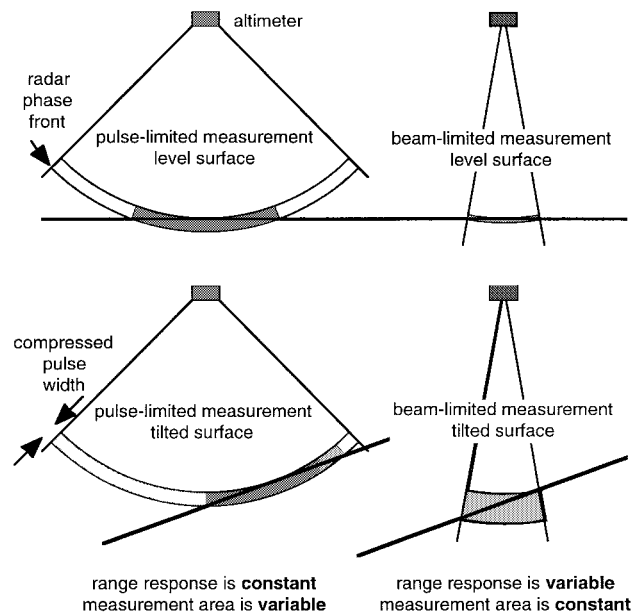 altimeter
radar
phase
front
pulse-limited measurement
level surface
beam-limited measurement
level surface
compressed
pulse
width
pulse-limited measurement
tilted surface
beam-limited measurement
tilted surface
range response is constant
measurement area is variable
range response is variable
measurement area is constant